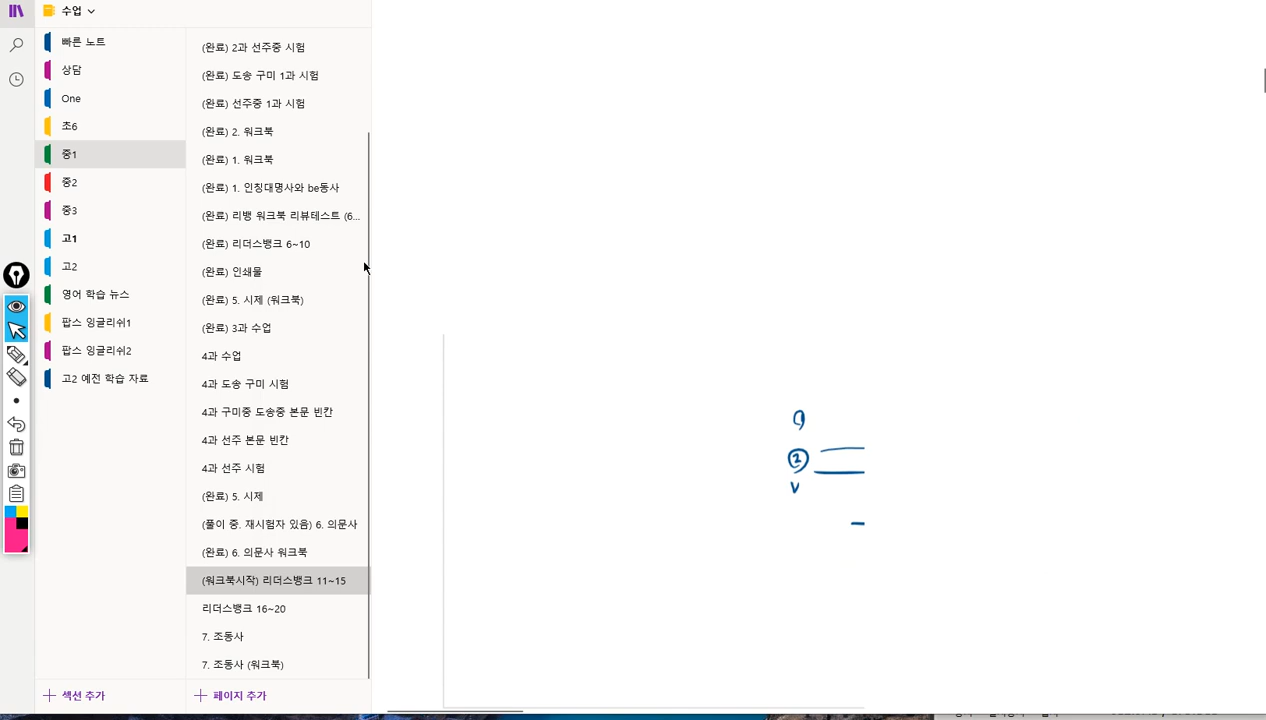 수업
빠른 노트
상담
One
초6
중1
중2
중3
고1
고2
영어 학습 뉴스
팝스 잉글리쉬1
팝스 잉글리쉬2
고2 예전 학습 자료
섹션 추가
(완료) 2과 선주중 시험
(완료) 도송 구미 1과 시험
(완료) 선주중 1과 시험
(완료) 2. 워크북
(완료) 1. 워크북
(완료) 1. 인칭대명사와 be동사
(완료) 리뱅 워크북 리뷰테스트 (6...
(완료) 리더스뱅크 6~10
(완료) 인쇄물
(완료) 5. 시제 (워크북)
(완료) 3과 수업
4과 수업
4과 도송 구미 시험
4과 구미중 도송중 본문 빈칸
4과 선주 본문 빈칸
4과 선주 시험
(완료) 5. 시제
(풀이 중. 재시험자 있음) 6. 의문사
(완료) 6. 의문사 워크북
(워크북시작) 리더스뱅크 11~15
리더스뱅크 16~20
7. 조동사
7. 조동사 (워크북)
페이지 추가
②
v